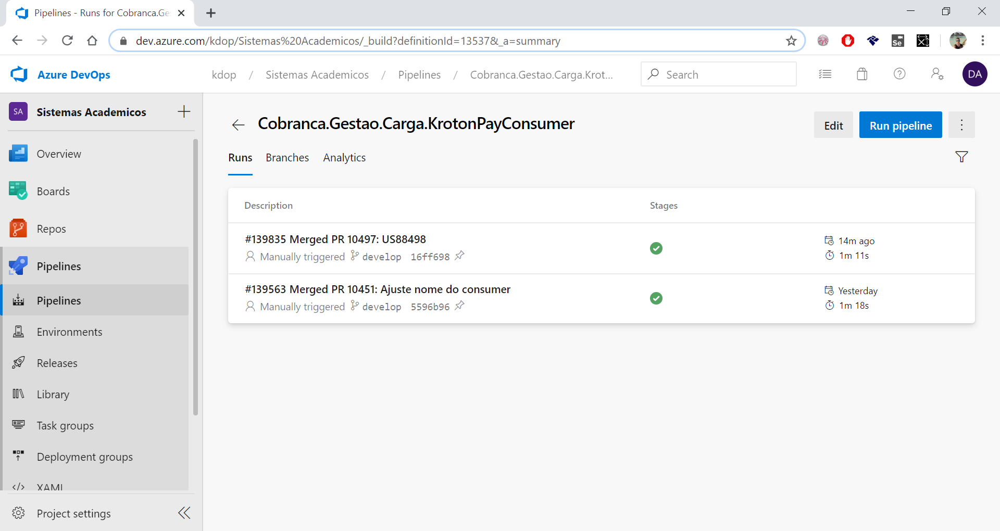 Pipelines - Runs for Cobranca.Ge
dev.azure.com/kdop/Sistemas%20Academicos/_build?definitionId=13537&_a=summary
Se
Azure DevOps
kdop / Sistemas Academicos / Pipelines / Cobranca.Gestao.Carga.Krot...
Search
DA
SA
Sistemas Academicos
Overview
Boards
Repos
Pipelines
Pipelines
Environments
Releases
Library
Task groups
Deployment groups
XAML
Project settings
Cobranca.Gestao.Carga.KrotonPayConsumer
Edit
Run pipeline
Runs
Branches
Analytics
Description
Stages
#139835 Merged PR 10497: US88498
Manually triggered develop 16ff698
14m ago
1m 11s
#139563 Merged PR 10451: Ajuste nome do consumer
Manually triggered develop 5596b96
Yesterday
1m 18s